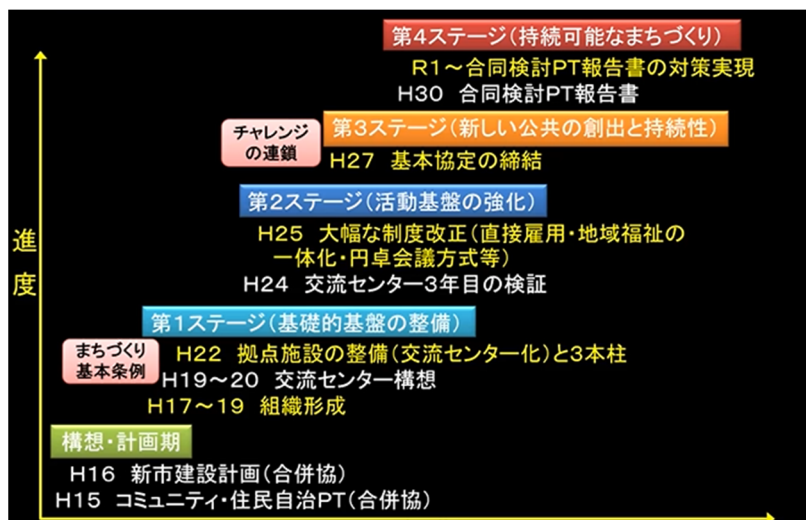 第4ステージ(持続可能なまちづくり)
R1～合同検討PT報告書の対策実現
H30 合同検討PT報告書
チャレンジ
の連鎖
第3ステージ(新しい公共の創出と持続性)
H27 基本協定の締結
第2ステージ(活動基盤の強化)
H25 大幅な制度改正(直接雇用・地域福祉の
一体化・円卓会議方式等)
H24 交流センター3年目の検証
進
度
第1ステージ(基礎的基盤の整備)
まちづくり
基本条例
H22 拠点施設の整備(交流センター化)と3本柱
H19～20 交流センター構想
H17～19 組織形成
構想・計画期
H16 新市建設計画(合併協)
H15 コミュニティ・住民自治PT(合併協)